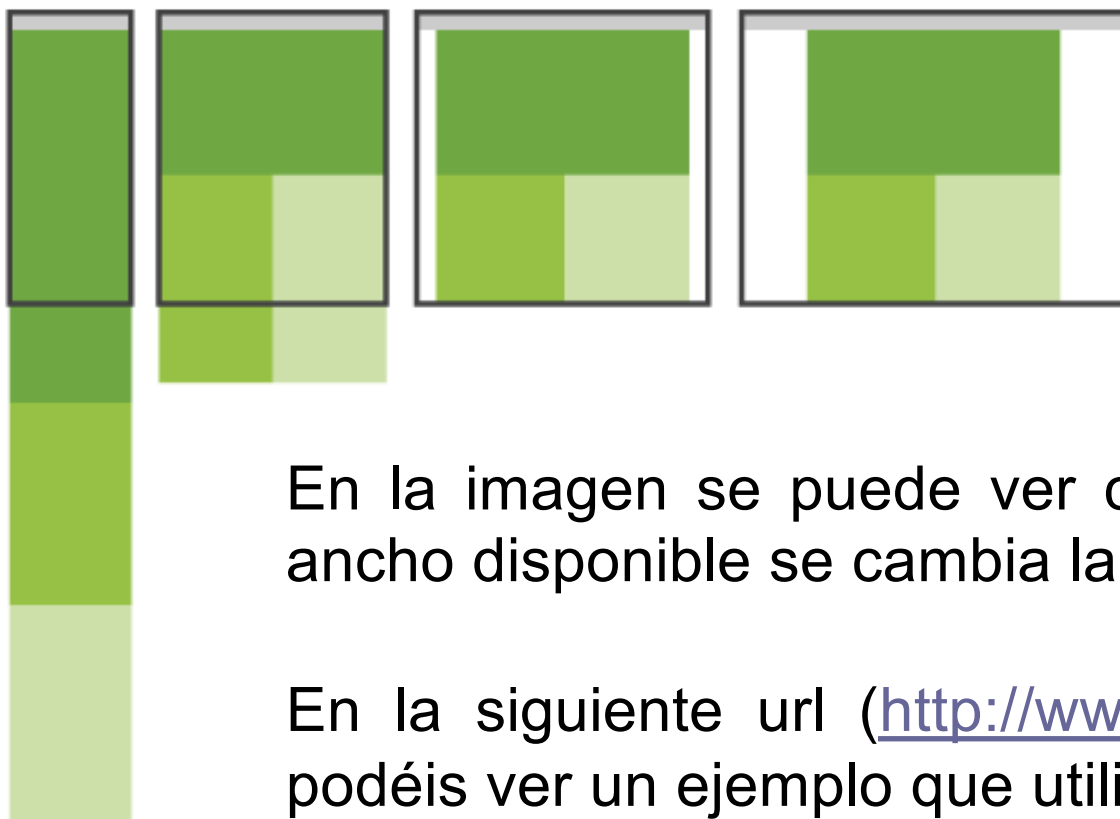 En la imagen se puede ver
ancho disponible se cambia la
En la siguiente url (http://ww
podéis ver un ejemplo que utili